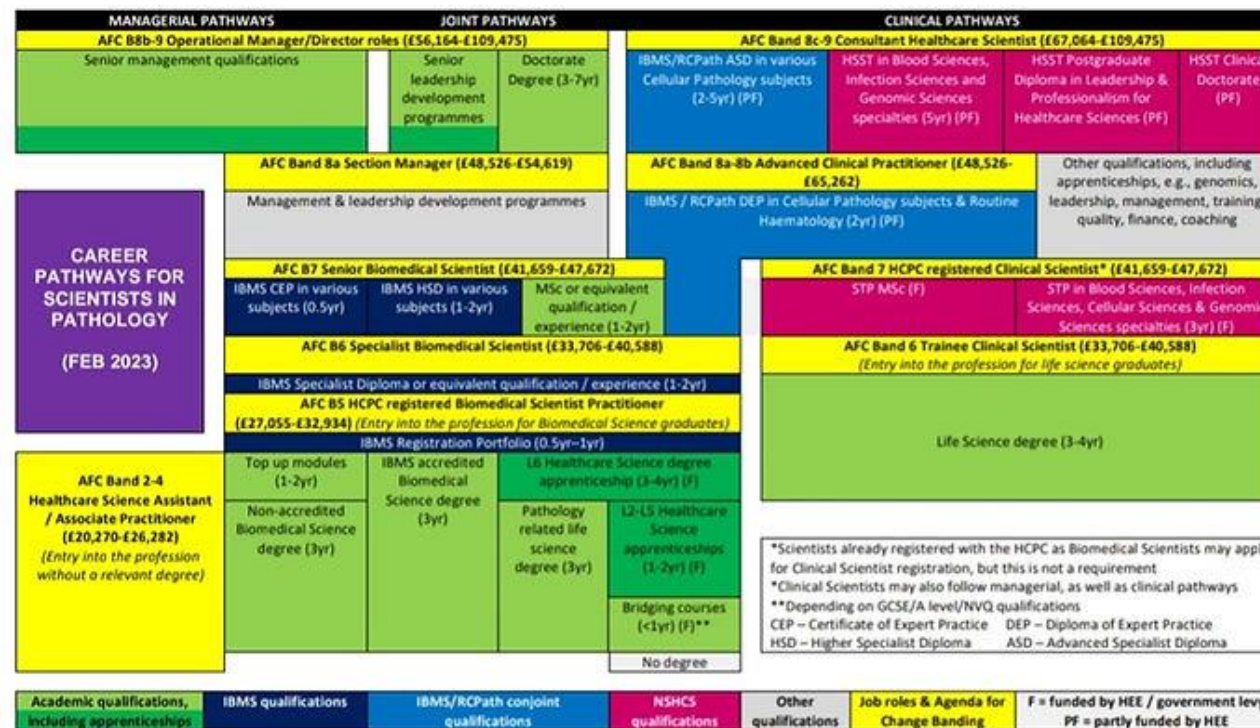 MANAGERIAL PATHWAYS
JOINT PATHWAYS
CLINICAL PATHWAYS
AFC B8b-9 Operational Manager/Director roles (£56,164-£109,475)
AFC Band 8c-9 Consultant Healthcare Scientist (£67,064-£109,475)
Senior management qualifications
Senior
leadership
development
programmes
Doctorate
Degree (3-7yr)
IBMS/RCPath ASD in various
Cellular Pathology subjects
(2-5yr) (PF)
HSST in Blood Sciences,
Infection Sciences and
Genomic Sciences
specialties (5yr) (PF)
HSST Postgraduate
Diploma in Leadership &
Professionalism for
Healthcare Sciences (PF)
HSST Clinica
Doctorate
(PF)
AFC Band 8a Section Manager (£48,526-£54,619)
AFC Band 8a-8b Advanced Clinical Practitioner (£48,526-
£65,262)
Other qualifications, including
apprenticeships, e.g., genomics,
leadership, management, training
quality, finance, coaching
Management & leadership development programmes
IBMS / RCPath DEP in Cellular Pathology subjects & Routine
Haematology (2yr) (PF)
CAREER
PATHWAYS FOR
SCIENTISTS IN
PATHOLOGY
(FEB 2023)
AFC B7 Senior Biomedical Scientist (£41,659-£47,672)
AFC Band 7 HCPC registered Clinical Scientist* (£41,659-£47,672)
IBMS CEP in various
subjects (0.5yr)
IBMS HSD in various
subjects (1-2yr)
MSc or equivalent
qualification /
experience (1-2yr)
STP MSc (F)
STP in Blood Sciences, Infection
Sciences, Cellular Sciences & Genomi
Sciences specialties (3yr) (F)
AFC B6 Specialist Biomedical Scientist (£33,706-£40,588)
AFC Band 6 Trainee Clinical Scientist (£33,706-£40,588)
(Entry into the profession for life science graduates)
IBMS Specialist Diploma or equivalent qualification / experience (1-2yr)
AFC B5 HCPC registered Biomedical Scientist Practitioner
(£27,055-£32,934) (Entry into the profession for Biomedical Science graduates)
IBMS Registration Portfolio (0.5yr–1yr)
Life Science degree (3-4yr)
AFC Band 2-4
Healthcare Science Assistant
/ Associate Practitioner
(£20,270-£26,282)
(Entry into the profession
without a relevant degree)
Top up modules
(1-2yr)
Non-accredited
Biomedical Science
degree (3yr)
IBMS accredited
Biomedical
Science degree
(3yr)
L6 Healthcare Science degree
apprenticeship (3-4yr) (F)
Pathology
related life
science
degree (3yr)
L2-L5 Healthcare
Science
apprenticeships
(1-2yr) (F)
Bridging courses
(<1yr) (F)**
No degree
*Scientists already registered with the HCPC as Biomedical Scientists may appl
for Clinical Scientist registration, but this is not a requirement
*Clinical Scientists may also follow managerial, as well as clinical pathways
**Depending on GCSE/A level/NVQ qualifications
CEP – Certificate of Expert Practice DEP – Diploma of Expert Practice
HSD – Higher Specialist Diploma ASD – Advanced Specialist Diploma
Academic qualifications,
including apprenticeships
IBMS qualifications
IBMS/RCPath conjoint
qualifications
NSHCS
qualifications
Other
qualifications
Job roles & Agenda for
Change Banding
F = funded by HEE / government lev
PF = partly funded by HEE